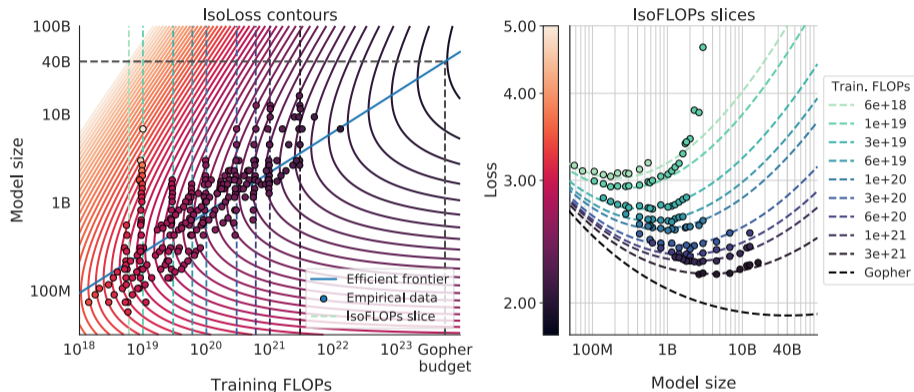 IsoLoss contours
100B
40B
10B
1B
100M
Model size
Efficient frontier
Empirical data
IsoFLOPs slice
10^18
10^19
10^20
10^21
10^22
10^23
Gopher
budget
Training FLOPs
IsoFLOPs slices
5.00
4.00
3.00
2.00
Loss
100M
1B
10B
40B
Model size
Train. FLOPs
6e+18
1e+19
3e+19
6e+19
1e+20
3e+20
6e+20
1e+21
3e+21
Gopher